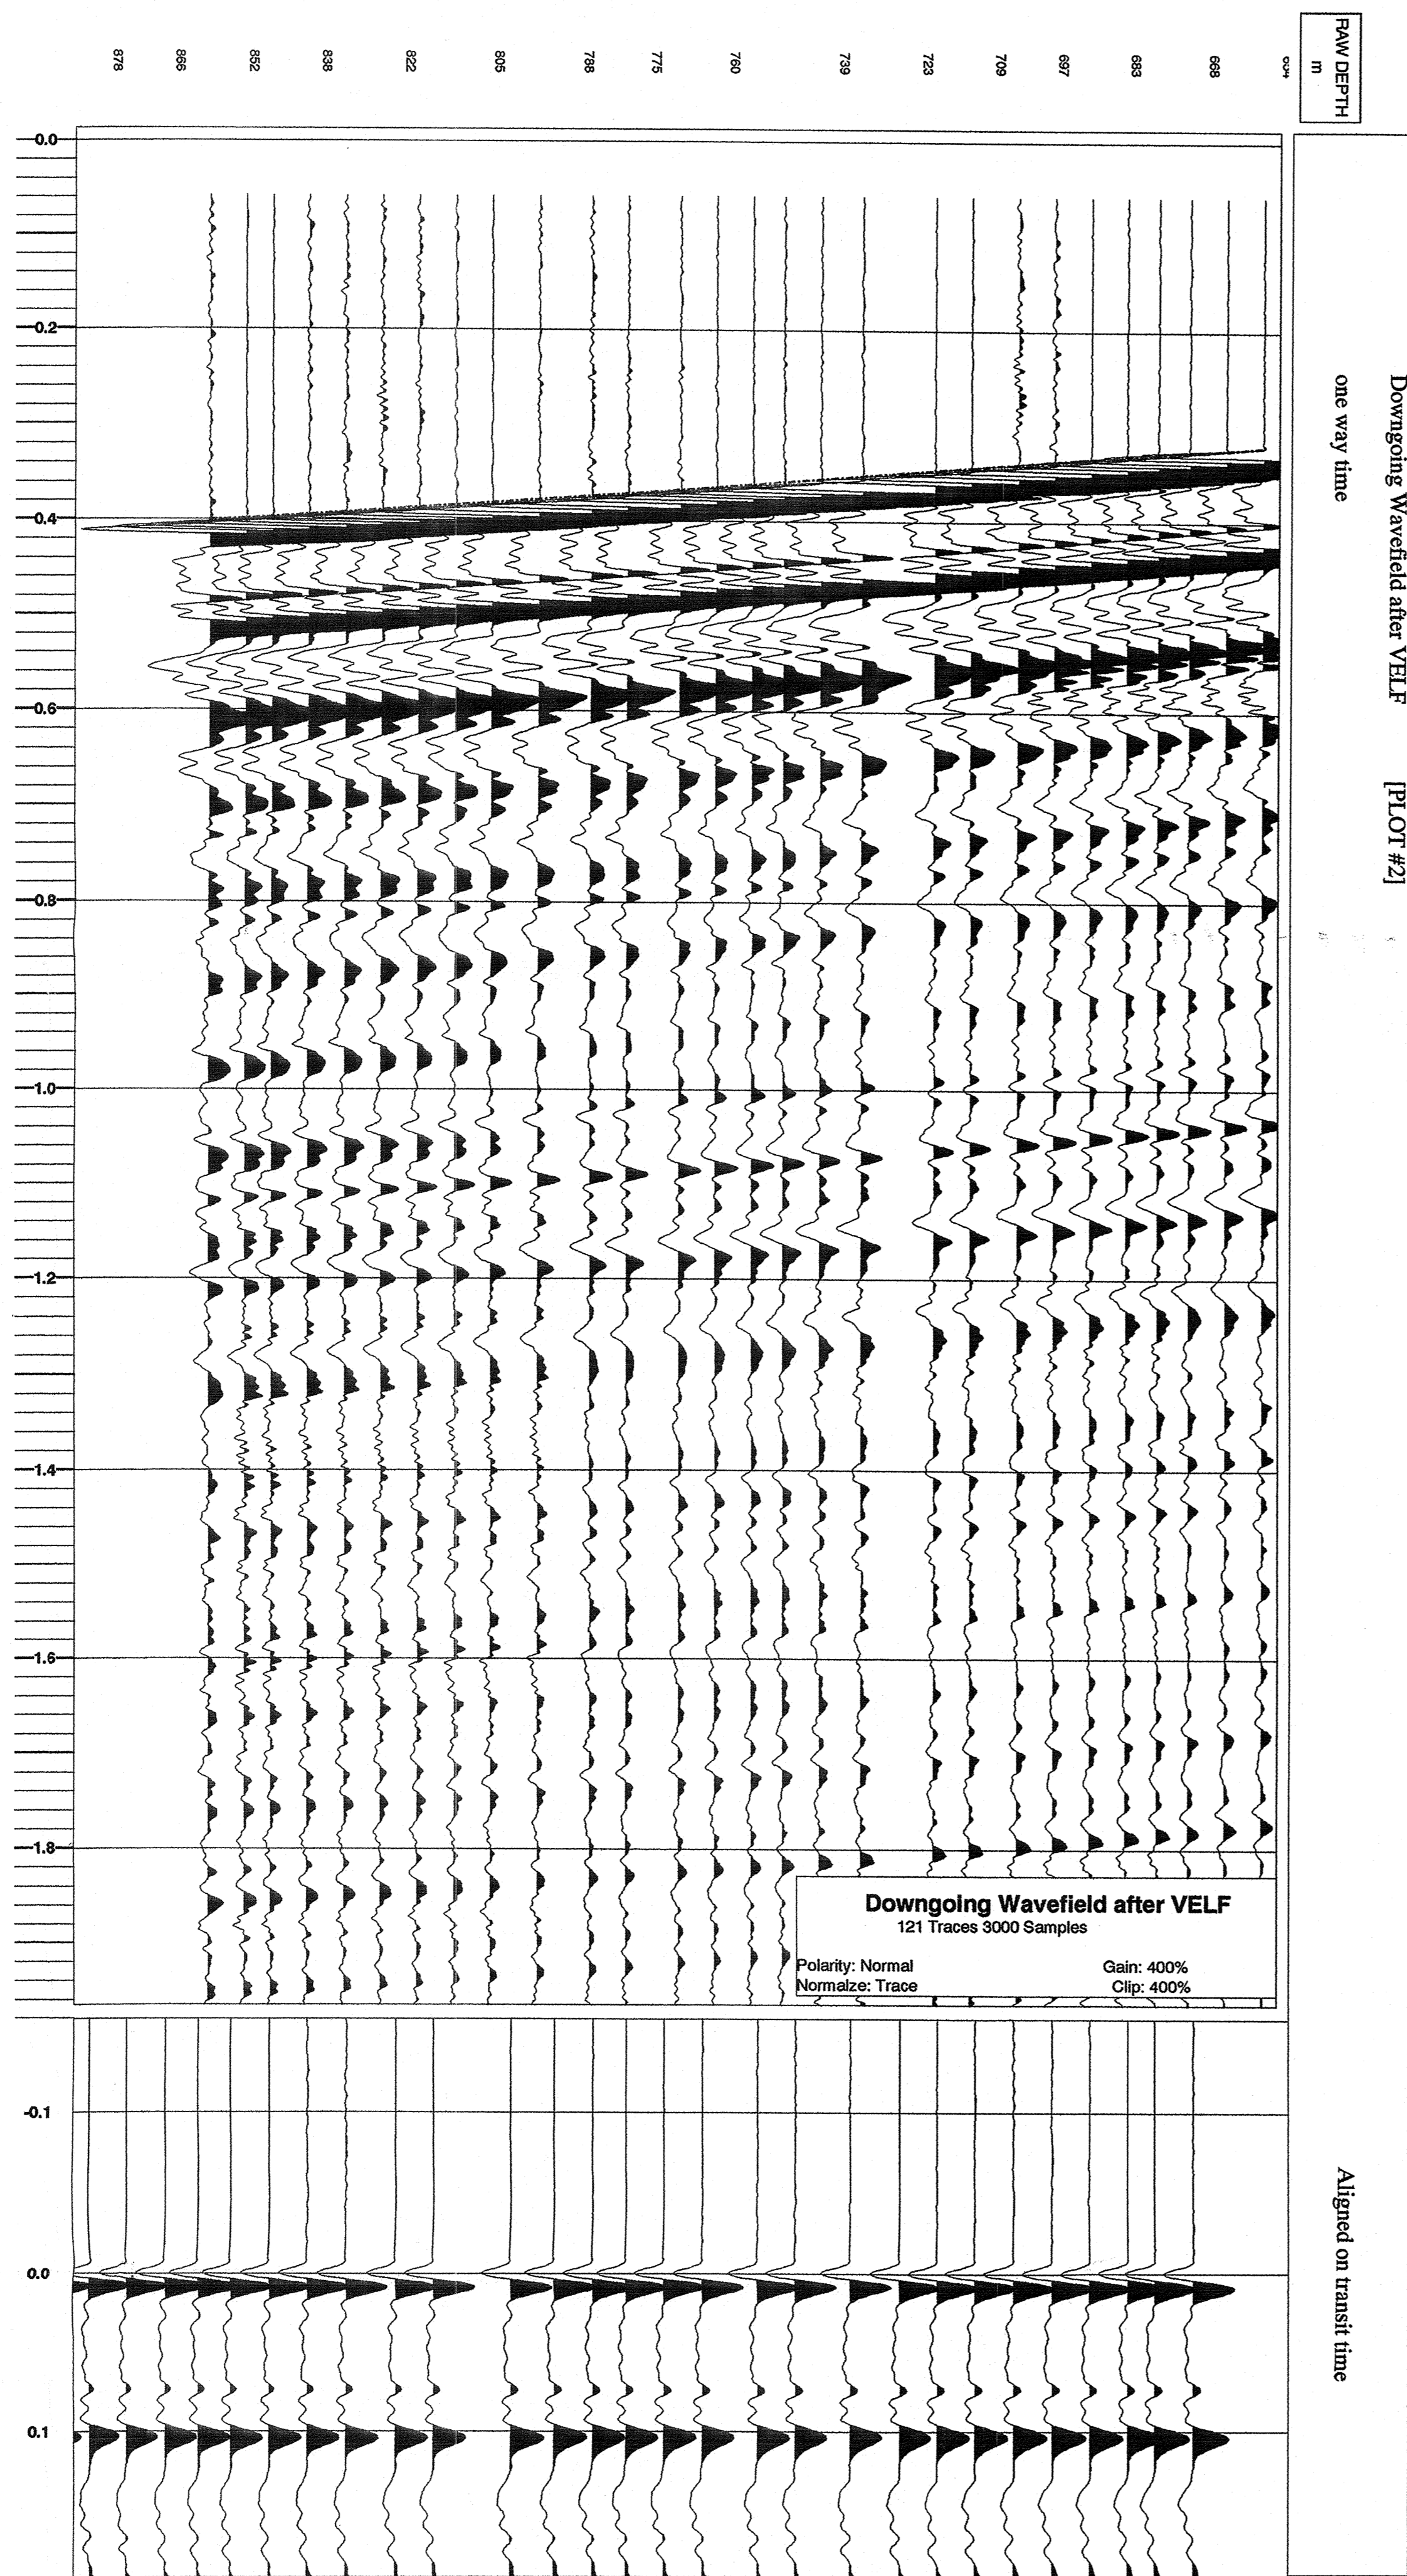 RAW DEPTH
m
878 866 852 838 822 805 788 775 760 739 723 709 697 683 668
Downgoing Wavefield after VELF [PLOT #2]
one way time
0.0
0.2
0.4
0.6
0.8
1.0
1.2
1.4
1.6
1.8
Downgoing Wavefield after VELF
121 Traces 3000 Samples
Polarity: Normal Gain: 400%
Normalze: Trace Clip: 400%
Aligned on transit time
-0.1
0.0
0.1